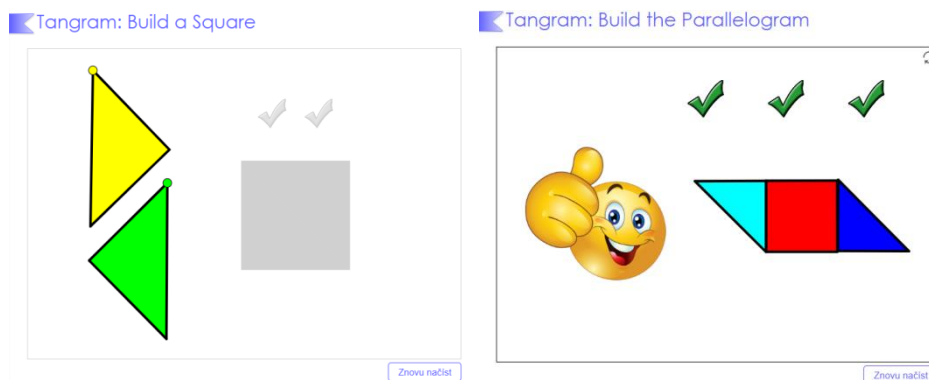 Tangram: Build a Square
Znovu načíst
Tangram: Build the Parallelogram
Znovu načíst